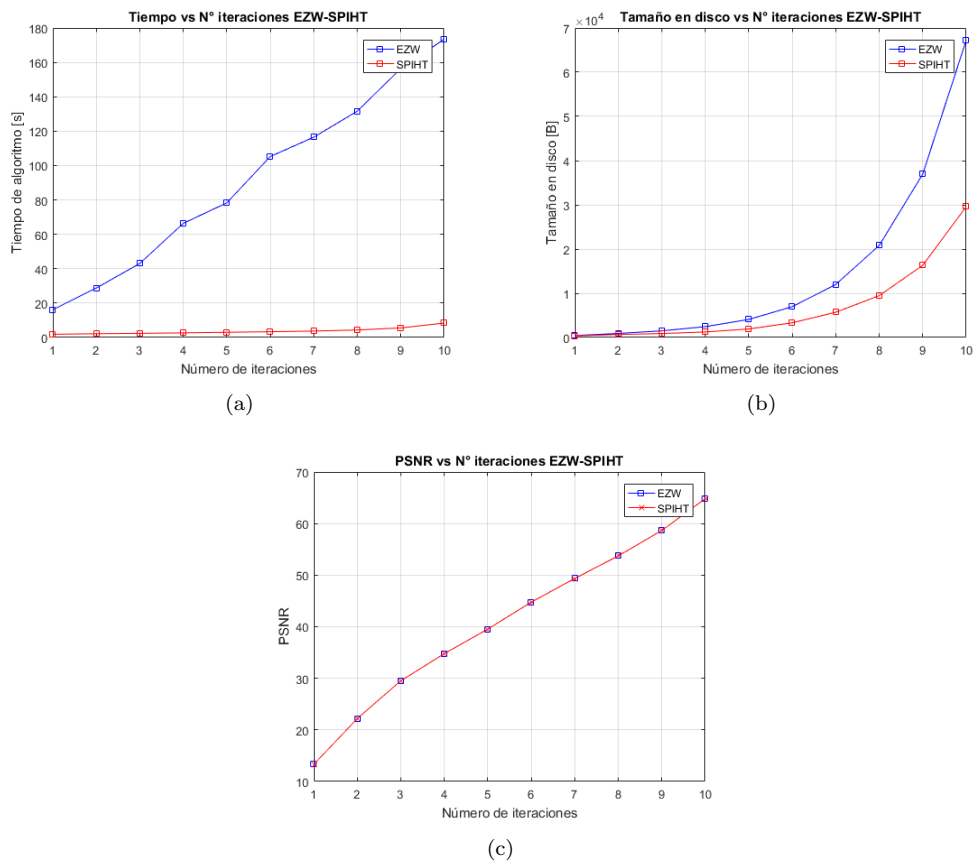 Tiempo vs N° iteraciones EZW-SPIHT
180
160
140
120
100
80
60
40
20
0
Tiempo de algoritmo [s]
EZW
SPIHT
1 2 3 4 5 6 7 8 9 10
Número de iteraciones
(a)
Tamaño en disco vs N° iteraciones EZW-SPIHT
×10⁴
7
6
5
4
3
2
1
0
Tamaño en disco [B]
EZW
SPIHT
1 2 3 4 5 6 7 8 9 10
Número de iteraciones
(b)
PSNR vs N° iteraciones EZW-SPIHT
70
60
50
40
30
20
10
PSNR
EZW
SPIHT
1 2 3 4 5 6 7 8 9 10
Número de iteraciones
(c)